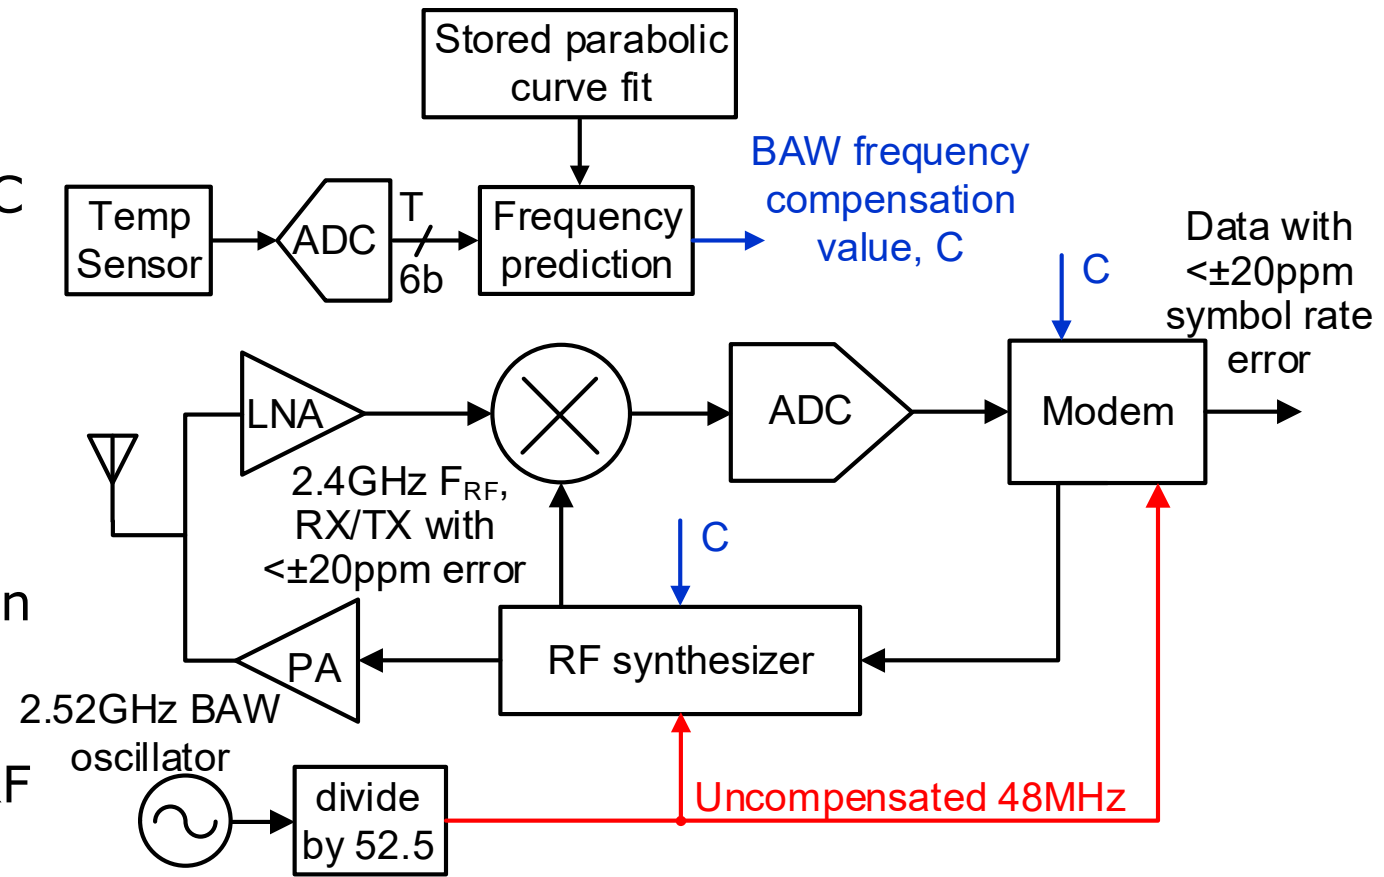 Stored parabolic
curve fit
BAW frequency
compensation
value, C
C
Temp
Sensor
ADC
T
6b
Frequency
prediction
Data with
<±20ppm
symbol rate
error
C
LNA
ADC
Modem
2.4GHz FRF,
RX/TX with
<±20ppm error
C
n
PA
RF synthesizer
2.52GHz BAW
oscillator
F
divide
by 52.5
Uncompensated 48MHz